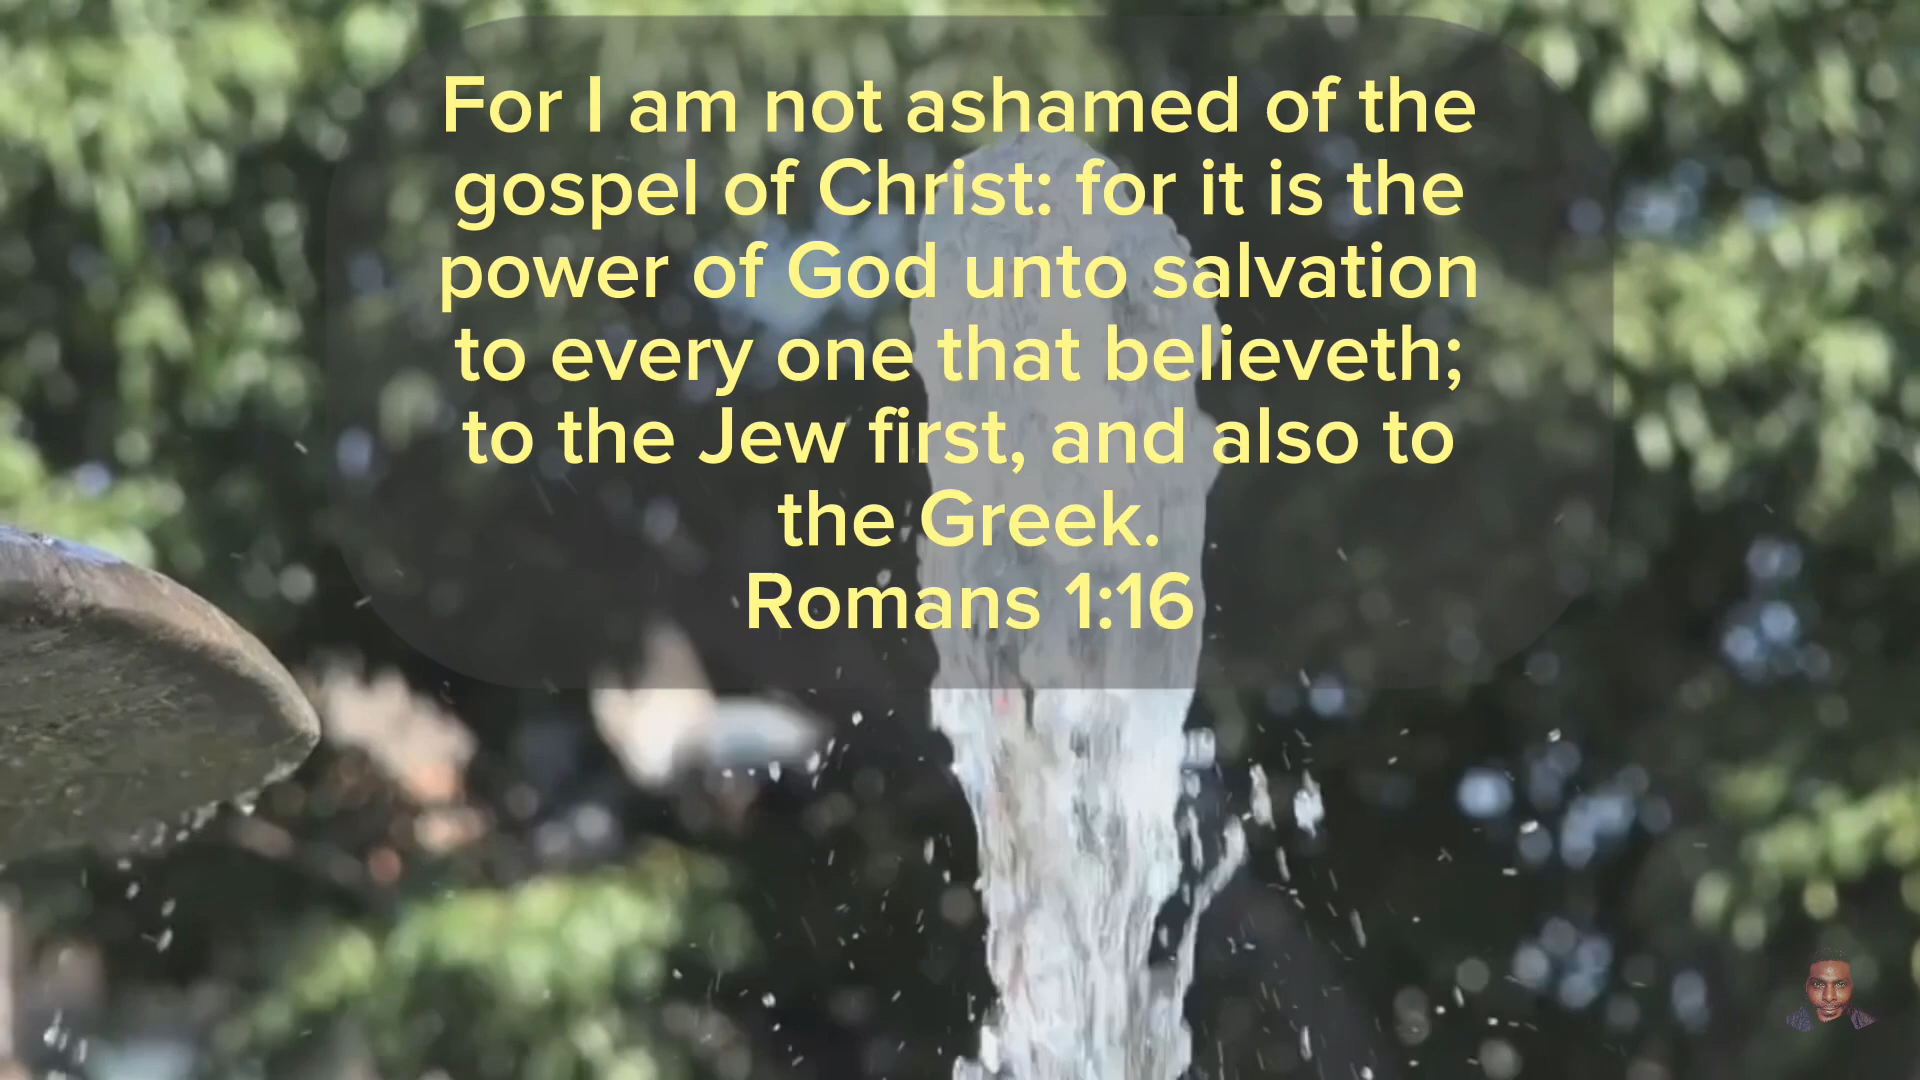 For I am not ashamed of the
gospel of Christ: for it is the
power of God unto salvation
to every one that believeth;
to the Jew first, and also to
the Greek.
Romans 1:16